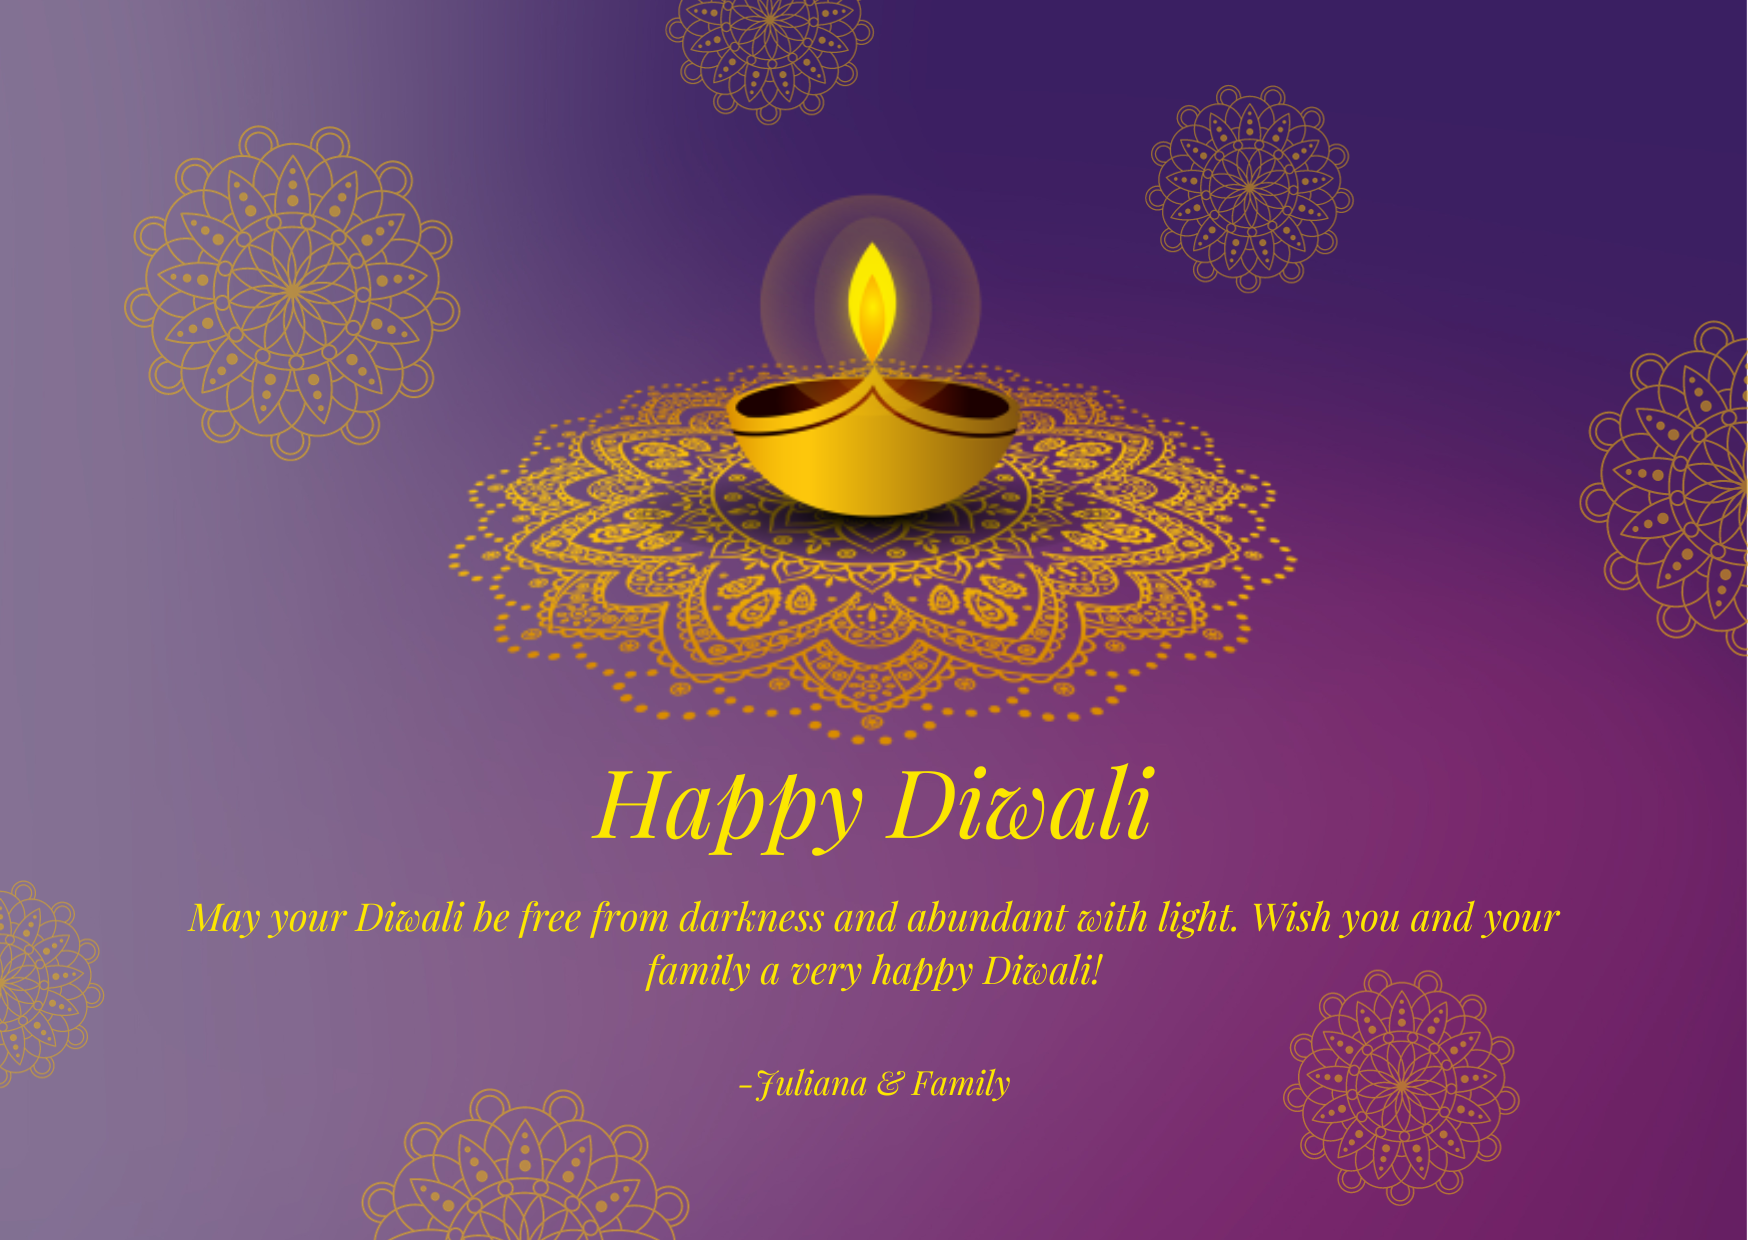 Happy Diwali
May your Diwali be free from darkness and abundant with light. Wish you and your
family a very happy Diwali!
-Juliana & Family